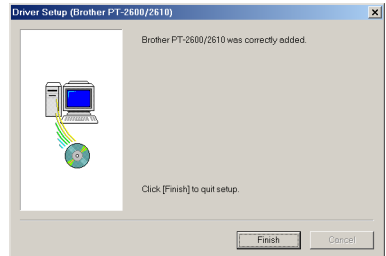 Driver Setup (Brother PT-2600/2610)
Brother PT-2600/2610 was correctly added.
Click [Finish] to quit setup.
Finish
Cancel